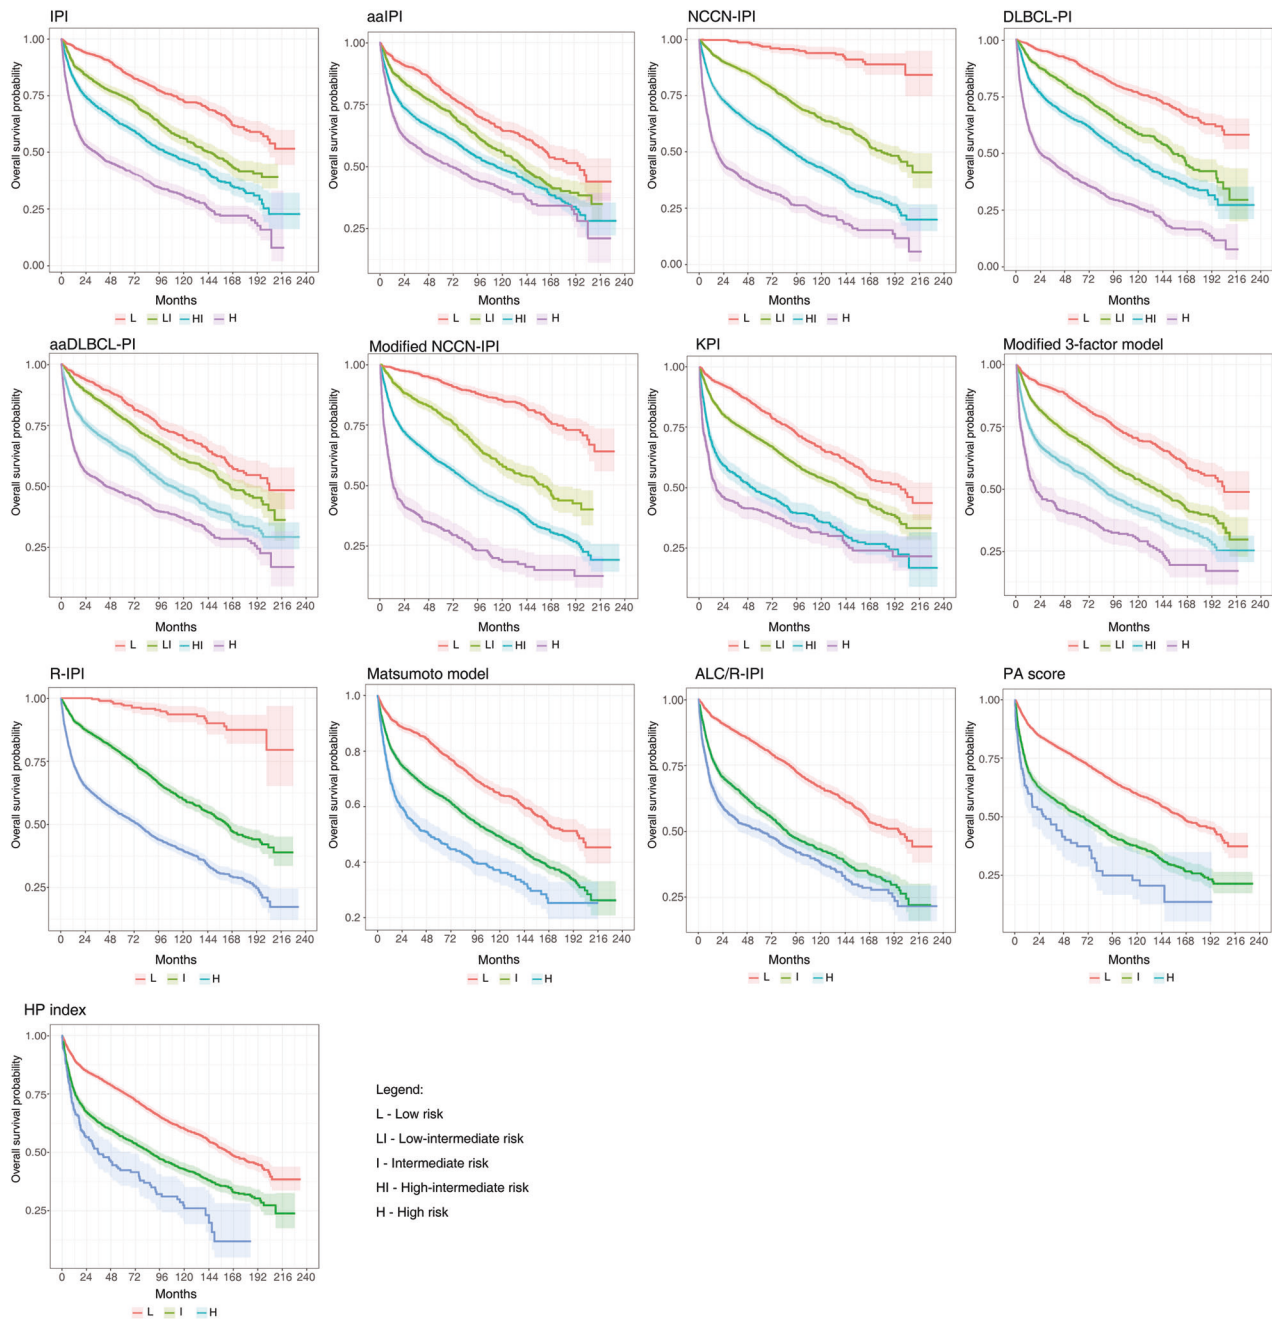 IPI
aaIPI
NCCN-IPI
DLBCL-PI
Overall survival probability
1.00
0.75
0.50
0.25
0.00
0 24 48 72 96 120 144 168 192 216 240
Months
L LI HI H
Overall survival probability
1.00
0.75
0.50
0.25
0 24 48 72 96 120 144 168 192 216 240
Months
L LI HI H
Overall survival probability
1.00
0.75
0.50
0.25
0.00
0 24 48 72 96 120 144 168 192 216 240
Months
L LI HI H
Overall survival probability
1.00
0.75
0.50
0.25
0.00
0 24 48 72 96 120 144 168 192 216 240
Months
L LI HI H
aaDLBCL-PI
Modified NCCN-IPI
KPI
Modified 3-factor model
Overall survival probability
1.00
0.75
0.50
0.25
0 24 48 72 96 120 144 168 192 216 240
Months
L LI HI H
Overall survival probability
1.00
0.75
0.50
0.25
0 24 48 72 96 120 144 168 192 216 240
Months
L LI HI H
Overall survival probability
1.00
0.75
0.50
0.25
0 24 48 72 96 120 144 168 192 216 240
Months
L LI HI H
Overall survival probability
1.00
0.75
0.50
0.25
0 24 48 72 96 120 144 168 192 216 240
Months
L LI HI H
R-IPI
Matsumoto model
ALC/R-IPI
PA score
Overall survival probability
1.00
0.75
0.50
0.25
0 24 48 72 96 120 144 168 192 216 240
Months
L I H
Overall survival probability
1.0
0.8
0.6
0.4
0.2
0 24 48 72 96 120 144 168 192 216 240
Months
L I H
Overall survival probability
1.00
0.75
0.50
0.25
0 24 48 72 96 120 144 168 192 216 240
Months
L I H
Overall survival probability
1.00
0.75
0.50
0.25
0 24 48 72 96 120 144 168 192 216 240
Months
L I H
HP index
Overall survival probability
1.00
0.75
0.50
0.25
0 24 48 72 96 120 144 168 192 216 240
Months
L I H
Legend:
L - Low risk
LI - Low-intermediate risk
I - Intermediate risk
HI - High-intermediate risk
H - High risk